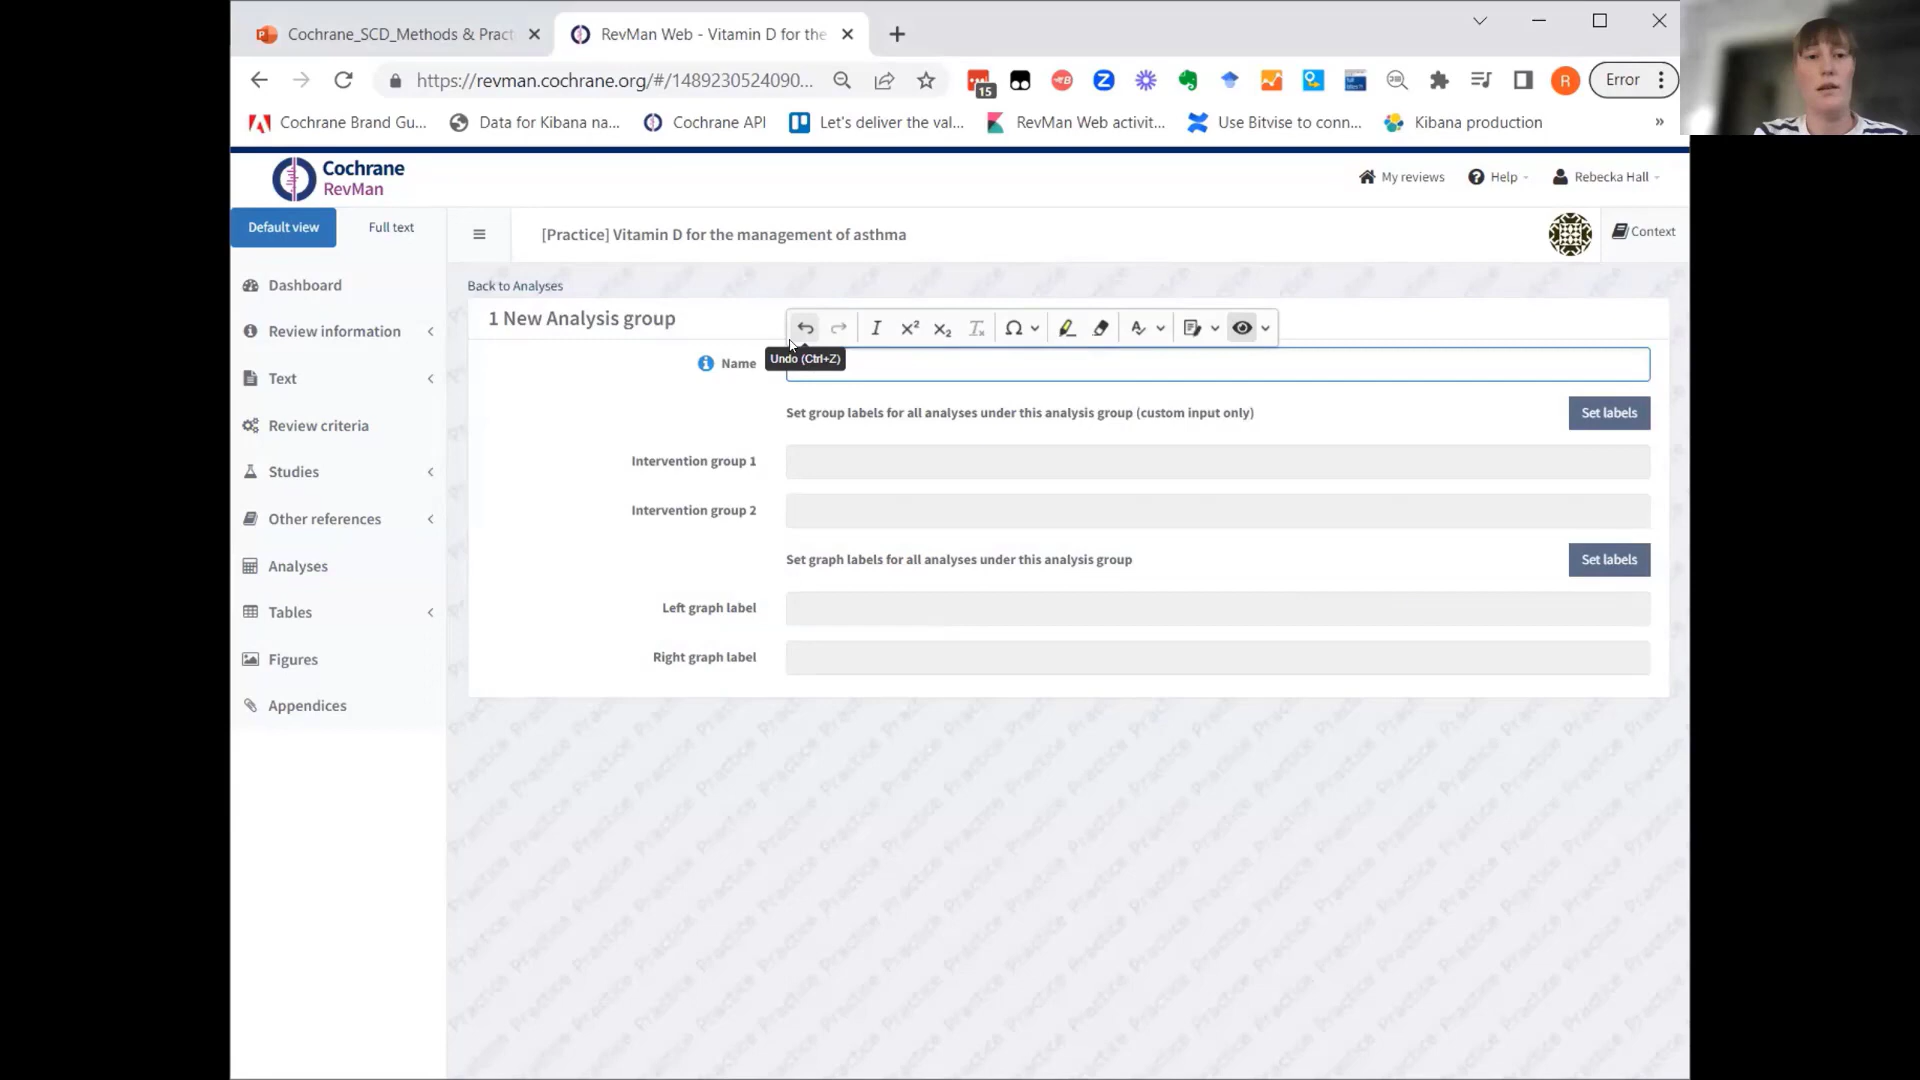 Cochrane_SCD_Methods & Pract
RevMan Web - Vitamin D for the
https://revman.cochrane.org/#/1489230524090...
15
R
Error
Cochrane Brand Gu...
Data for Kibana na...
Cochrane API
Let's deliver the val...
RevMan Web activit...
Use Bitvise to conn...
Kibana production
»
Cochrane
RevMan
My reviews
Help
Rebecka Hall
Default view
Full text
[Practice] Vitamin D for the management of asthma
Context
Dashboard
Review information
Text
Review criteria
Studies
Other references
Analyses
Tables
Figures
Appendices
Back to Analyses
1 New Analysis group
Undo (Ctrl+Z)
Name
Set group labels for all analyses under this analysis group (custom input only)
Set labels
Intervention group 1
Intervention group 2
Set graph labels for all analyses under this analysis group
Set labels
Left graph label
Right graph label
Practice